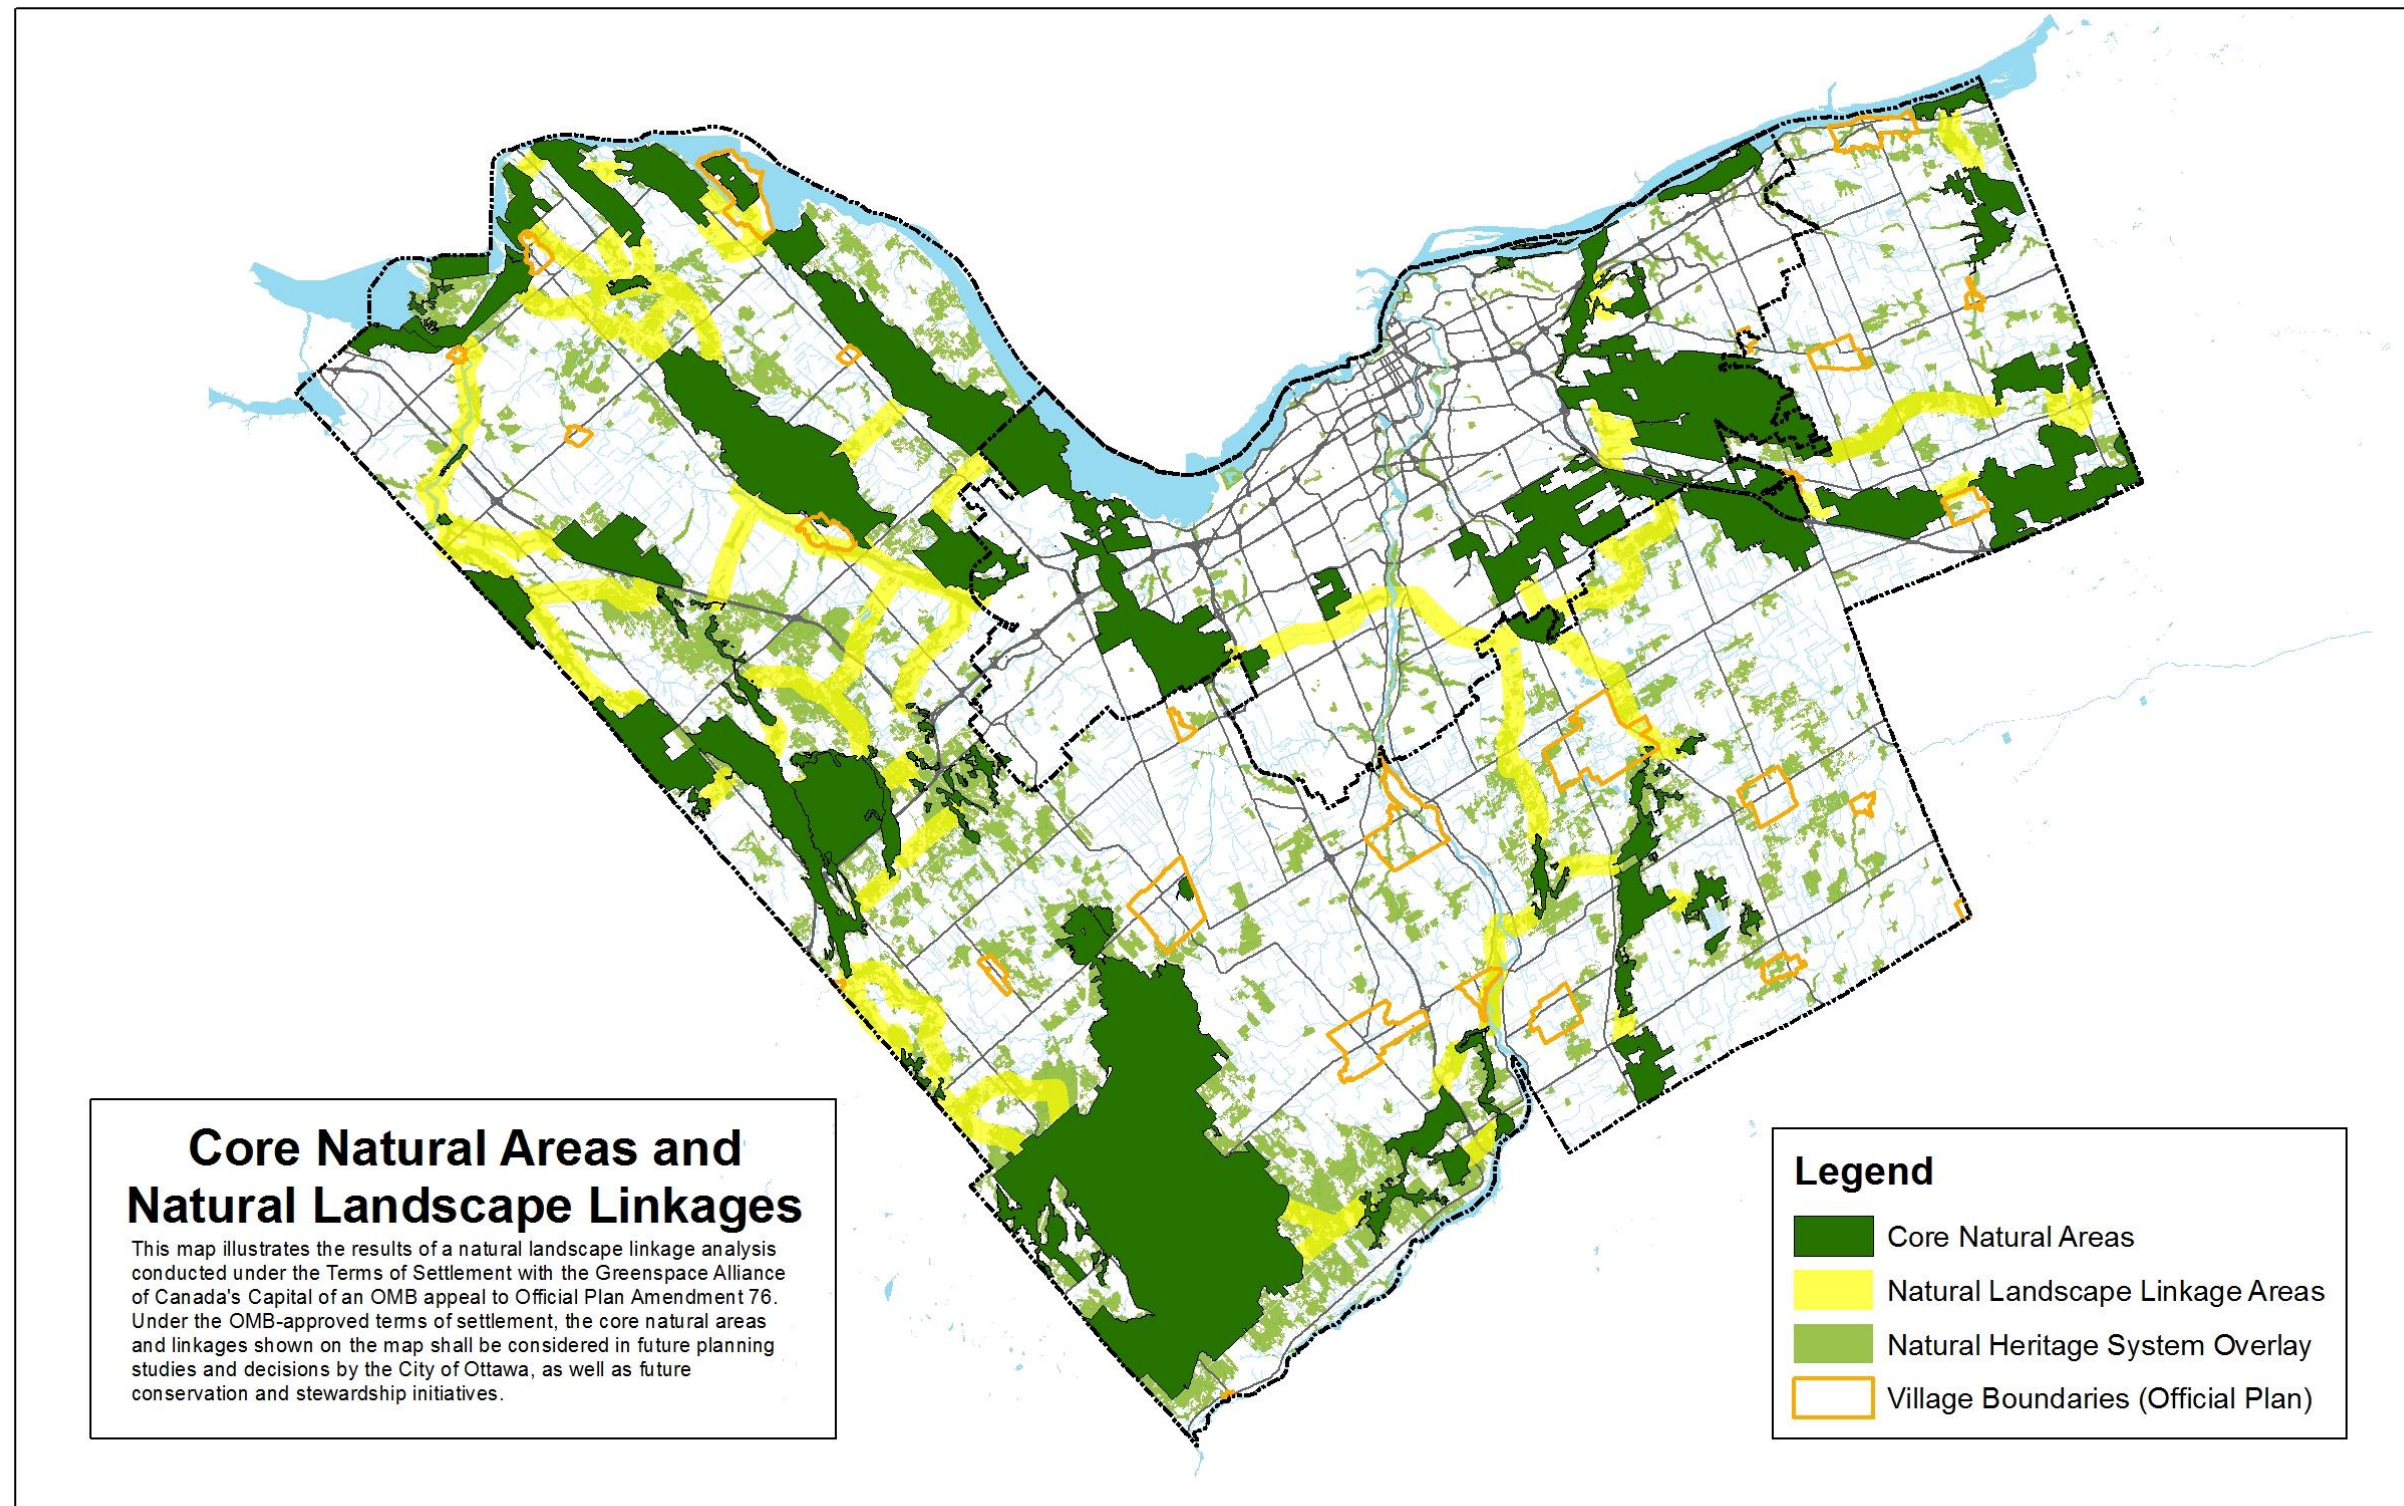 Core Natural Areas and
Natural Landscape Linkages
This map illustrates the results of a natural landscape linkage analysis
conducted under the Terms of Settlement with the Greenspace Alliance
of Canada's Capital of an OMB appeal to Official Plan Amendment 76.
Under the OMB-approved terms of settlement, the core natural areas
and linkages shown on the map shall be considered in future planning
studies and decisions by the City of Ottawa, as well as future
conservation and stewardship initiatives.
Legend
Core Natural Areas
Natural Landscape Linkage Areas
Natural Heritage System Overlay
Village Boundaries (Official Plan)